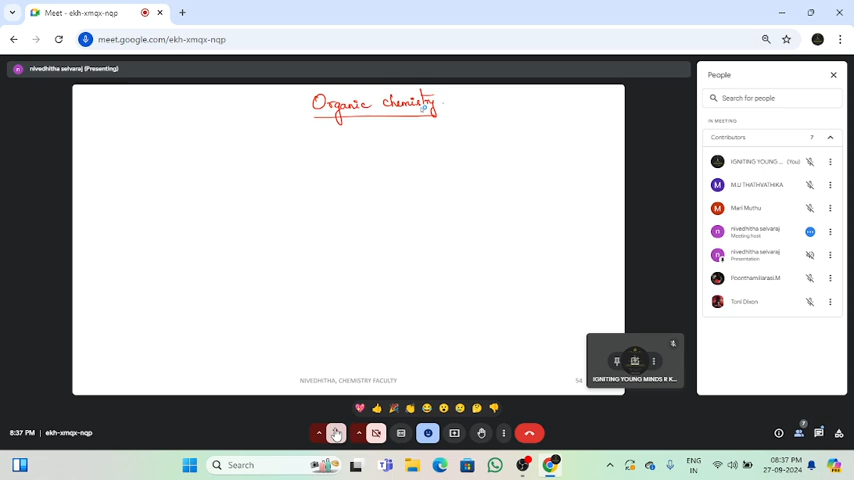 Meet - ekh-xmqx-nqp
meet.google.com/ekh-xmqx-nqp
n
nivedhitha selvaraj (Presenting)
Organic chemistry
NIVEDHITHA, CHEMISTRY FACULTY
54
IGNITING YOUNG MINDS R K...
People
Search for people
IN MEETING
Contributors
7
IGNITING YOUNG ... (You)
M
M.U THATHVATHIKA
M
Mari Muthu
n
nivedhitha selvaraj
Meeting host
n
nivedhitha selvaraj
Presentation
Poonthamilarasi.M
Toni Dixon
8:37 PM
ekh-xmqx-nqp
7
Search
ENG
IN
08:37 PM
27-09-2024